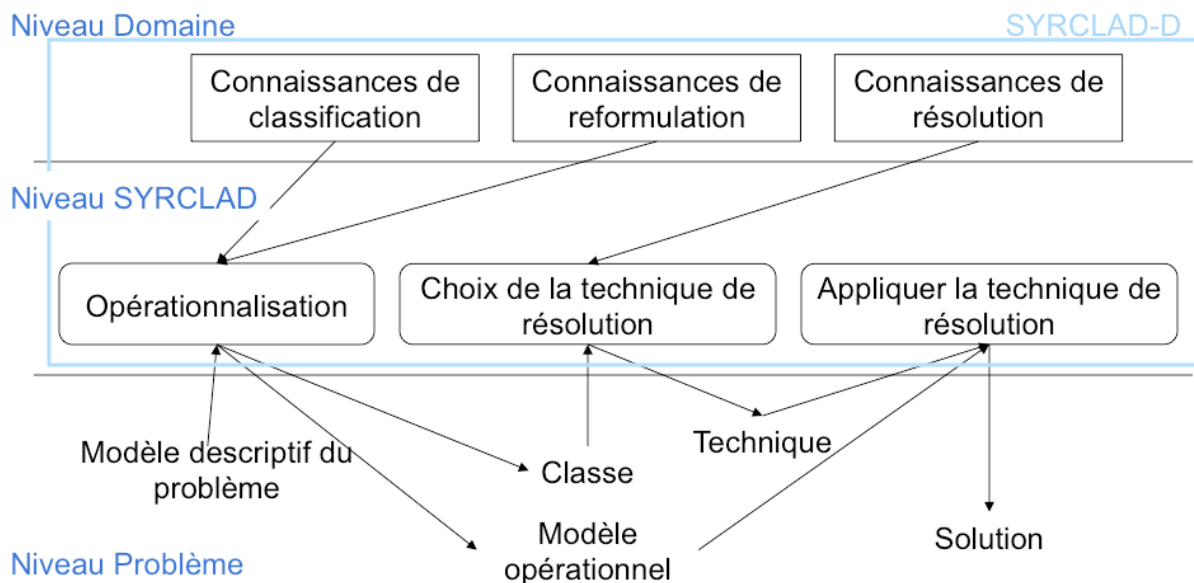 Niveau Domaine
SYRCLAD-D
Connaissances de
classification
Connaissances de
reformulation
Connaissances de
résolution
Niveau SYRCLAD
Opérationnalisation
Choix de la technique de
résolution
Appliquer la technique de
résolution
Modèle descriptif du
problème
Classe
Technique
Modèle
opérationnel
Solution
Niveau Problème